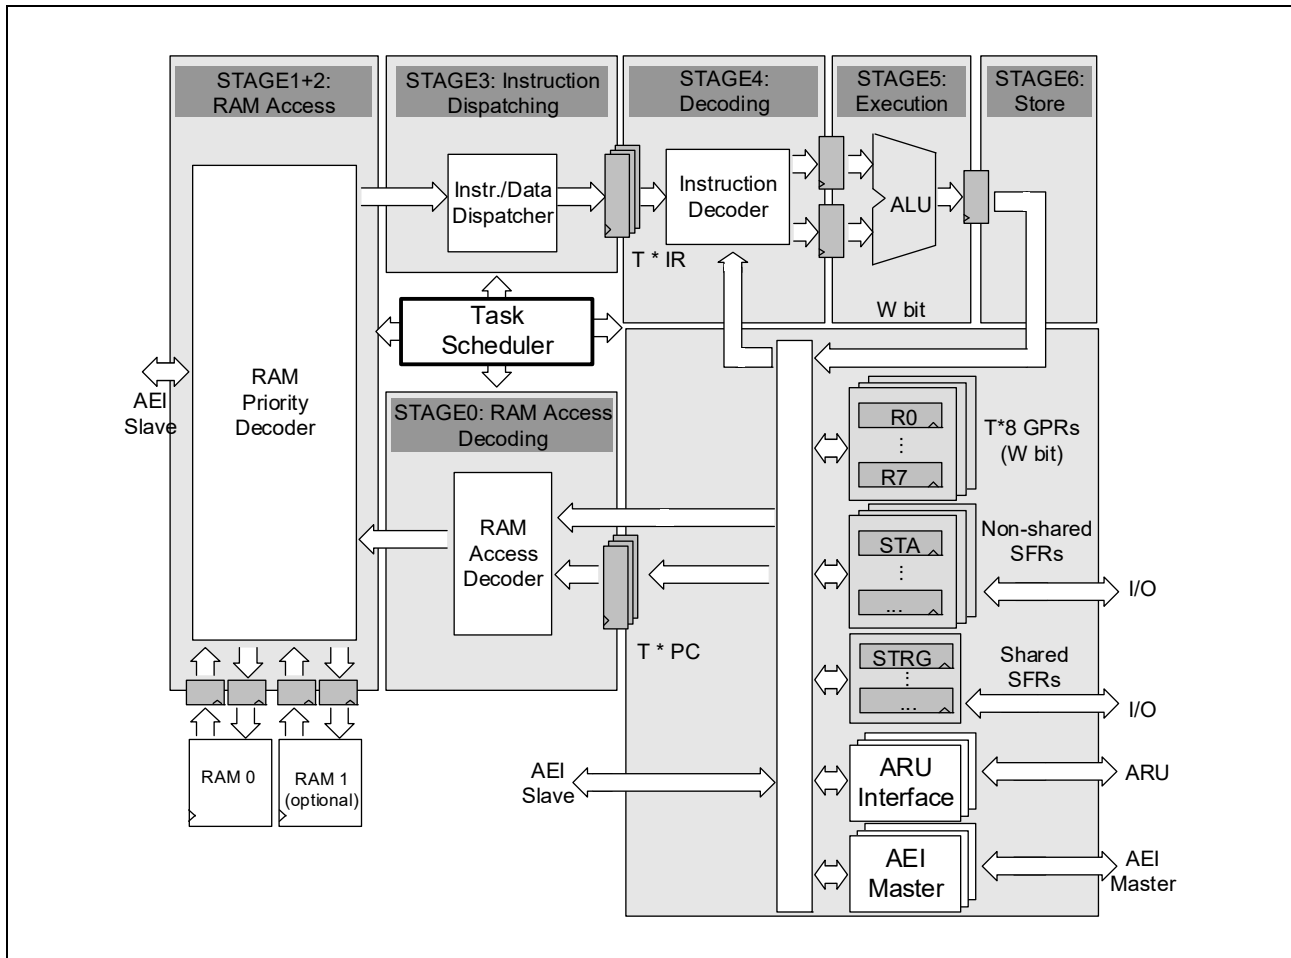 STAGE1+2:
RAM Access
STAGE3: Instruction
Dispatching
STAGE4:
Decoding
STAGE5:
Execution
STAGE6:
Store
Instr./Data
Dispatcher
Instruction
Decoder
ALU
T * IR
W bit
Task
Scheduler
RAM
Priority
Decoder
AEI
Slave
STAGE0: RAM Access
Decoding
RAM
Access
Decoder
T * PC
R0
⋮
R7
T*8 GPRs
(W bit)
STA
⋮
...
Non-shared
SFRs
I/O
STRG
⋮
...
Shared
SFRs
I/O
RAM 0
RAM 1
(optional)
AEI
Slave
ARU
Interface
ARU
AEI
Master
AEI
Master